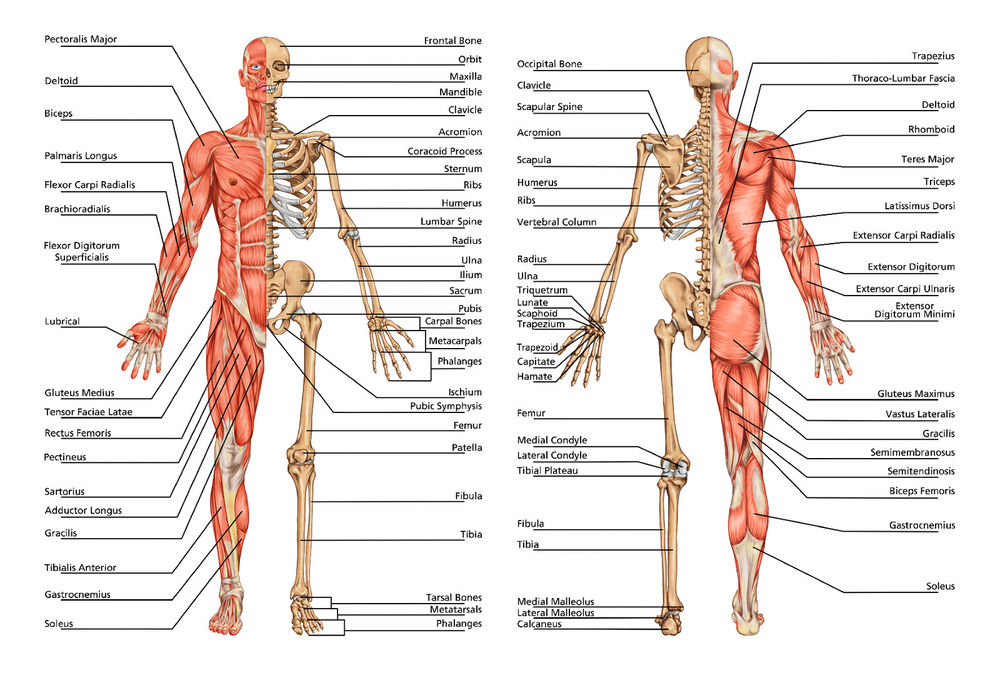 Pectoralis Major
Deltoid
Biceps
Palmaris Longus
Flexor Carpi Radialis
Brachioradialis
Flexor Digitorum
Superficialis
Lubrical
Gluteus Medius
Tensor Faciae Latae
Rectus Femoris
Pectineus
Sartorius
Adductor Longus
Gracilis
Tibialis Anterior
Gastrocnemius
Soleus
Frontal Bone
Orbit
Maxilla
Mandible
Clavicle
Acromion
Coracoid Process
Sternum
Ribs
Humerus
Lumbar Spine
Radius
Ulna
Ilium
Sacrum
Pubis
Carpal Bones
Metacarpals
Phalanges
Ischium
Pubic Symphysis
Femur
Patella
Fibula
Tibia
Tarsal Bones
Metatarsals
Phalanges
Occipital Bone
Clavicle
Scapular Spine
Acromion
Scapula
Humerus
Ribs
Vertebral Column
Radius
Ulna
Triquetrum
Lunate
Scaphoid
Trapezium
Trapezoid
Capitate
Hamate
Femur
Medial Condyle
Lateral Condyle
Tibial Plateau
Fibula
Tibia
Medial Malleolus
Lateral Malleolus
Calcaneus
Trapezius
Thoraco-Lumbar Fascia
Deltoid
Rhomboid
Teres Major
Triceps
Latissimus Dorsi
Extensor Carpi Radialis
Extensor Digitorum
Extensor Carpi Ulnaris
Extensor
Digitorum Minimi
Gluteus Maximus
Vastus Lateralis
Gracilis
Semimembranosus
Semitendinosis
Biceps Femoris
Gastrocnemius
Soleus